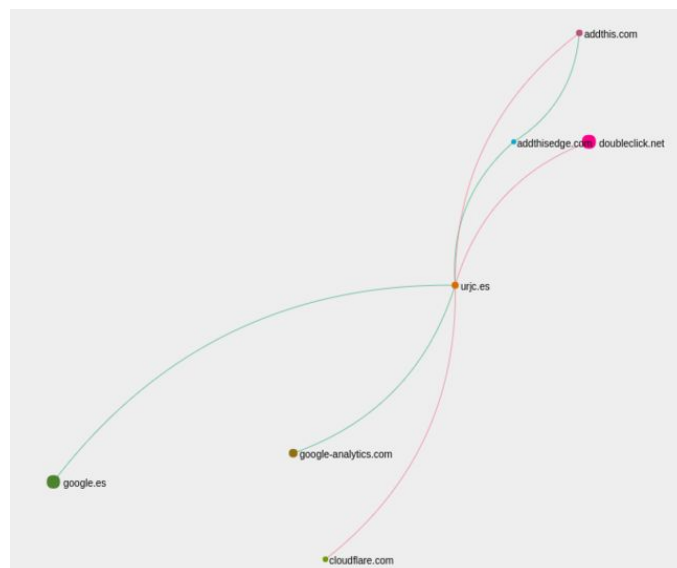 addthis.com
addthisedge.com
doubleclick.net
urjc.es
google-analytics.com
google.es
cloudflare.com